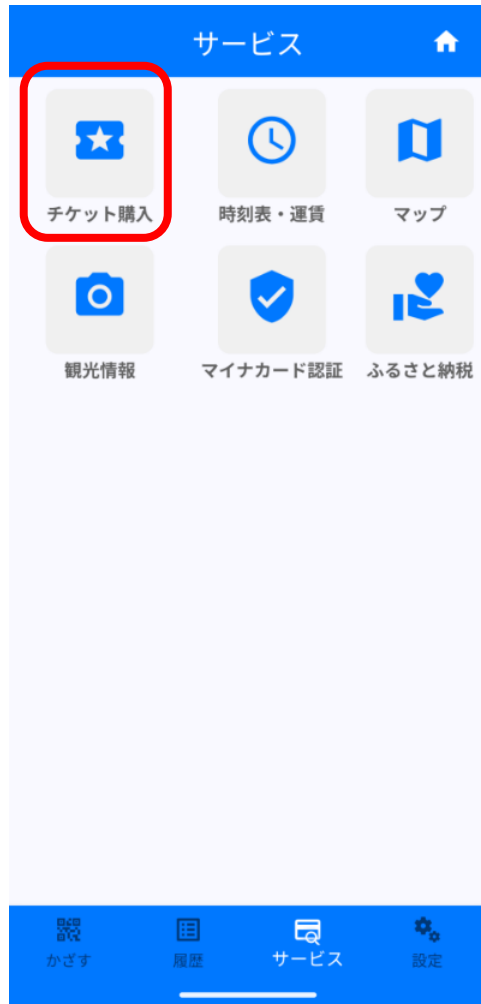 サービス
チケット購入
時刻表・運賃
マップ
観光情報
マイナカード認証
ふるさと納税
かざす
履歴
サービス
設定